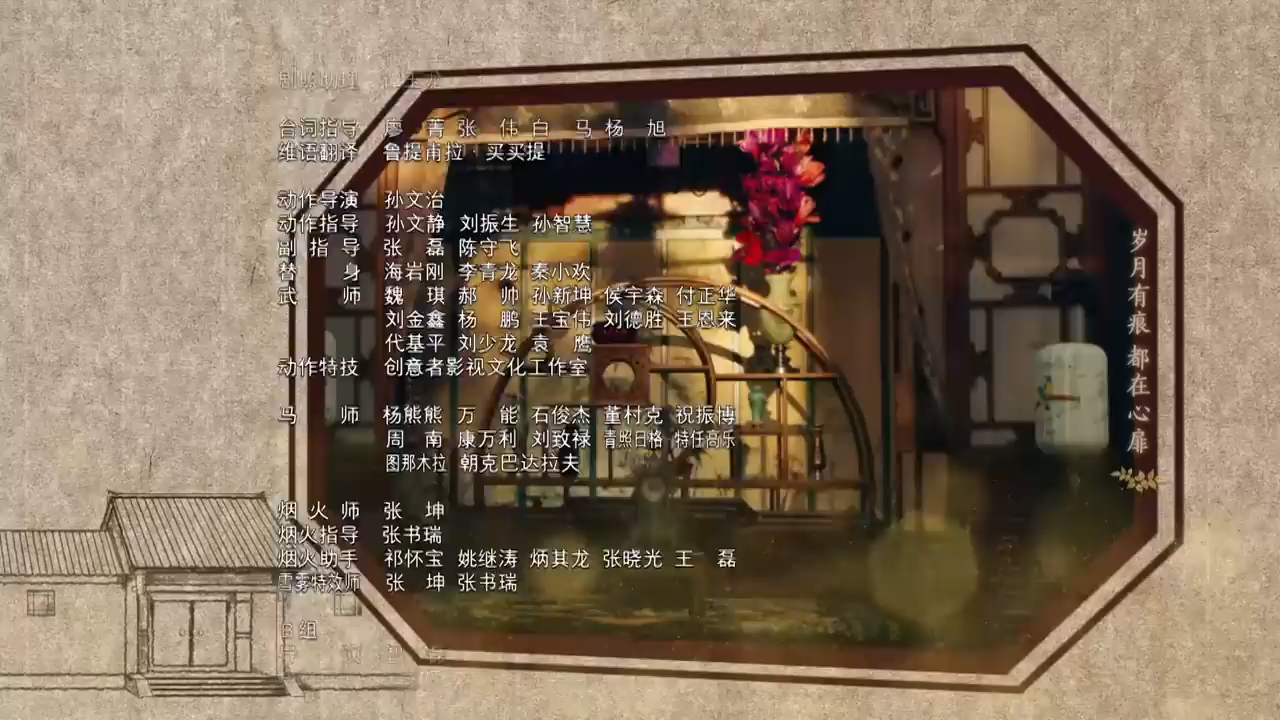 台词指导 廖 菁 张 伟 白 马 杨 旭
维语翻译 鲁提甫拉·买买提
动作导演 孙文治
动作指导 孙文静 刘振生 孙智慧
副指导 张 磊 陈守飞
替 身 海岩刚 李青龙 秦小欢
武 师 魏 琪 郝 帅 孙新坤 侯宇森 付正华
刘金鑫 杨 鹏 王宝伟 刘德胜 王恩来
代基平 刘少龙 袁 鹰
动作特技 创意者影视文化工作室
马 师 杨熊熊 万 能 石俊杰 董村克 祝振博
周 南 康万利 刘致禄 青照日格 特任高乐
图那木拉 朝克巴达拉夫
烟火师 张 坤
烟火指导 张书瑞
烟火助手 祁怀宝 姚继涛 炳其龙 张晓光 王 磊
雪雾特效师 张 坤 张书瑞
B组
岁月有痕 都在心扉